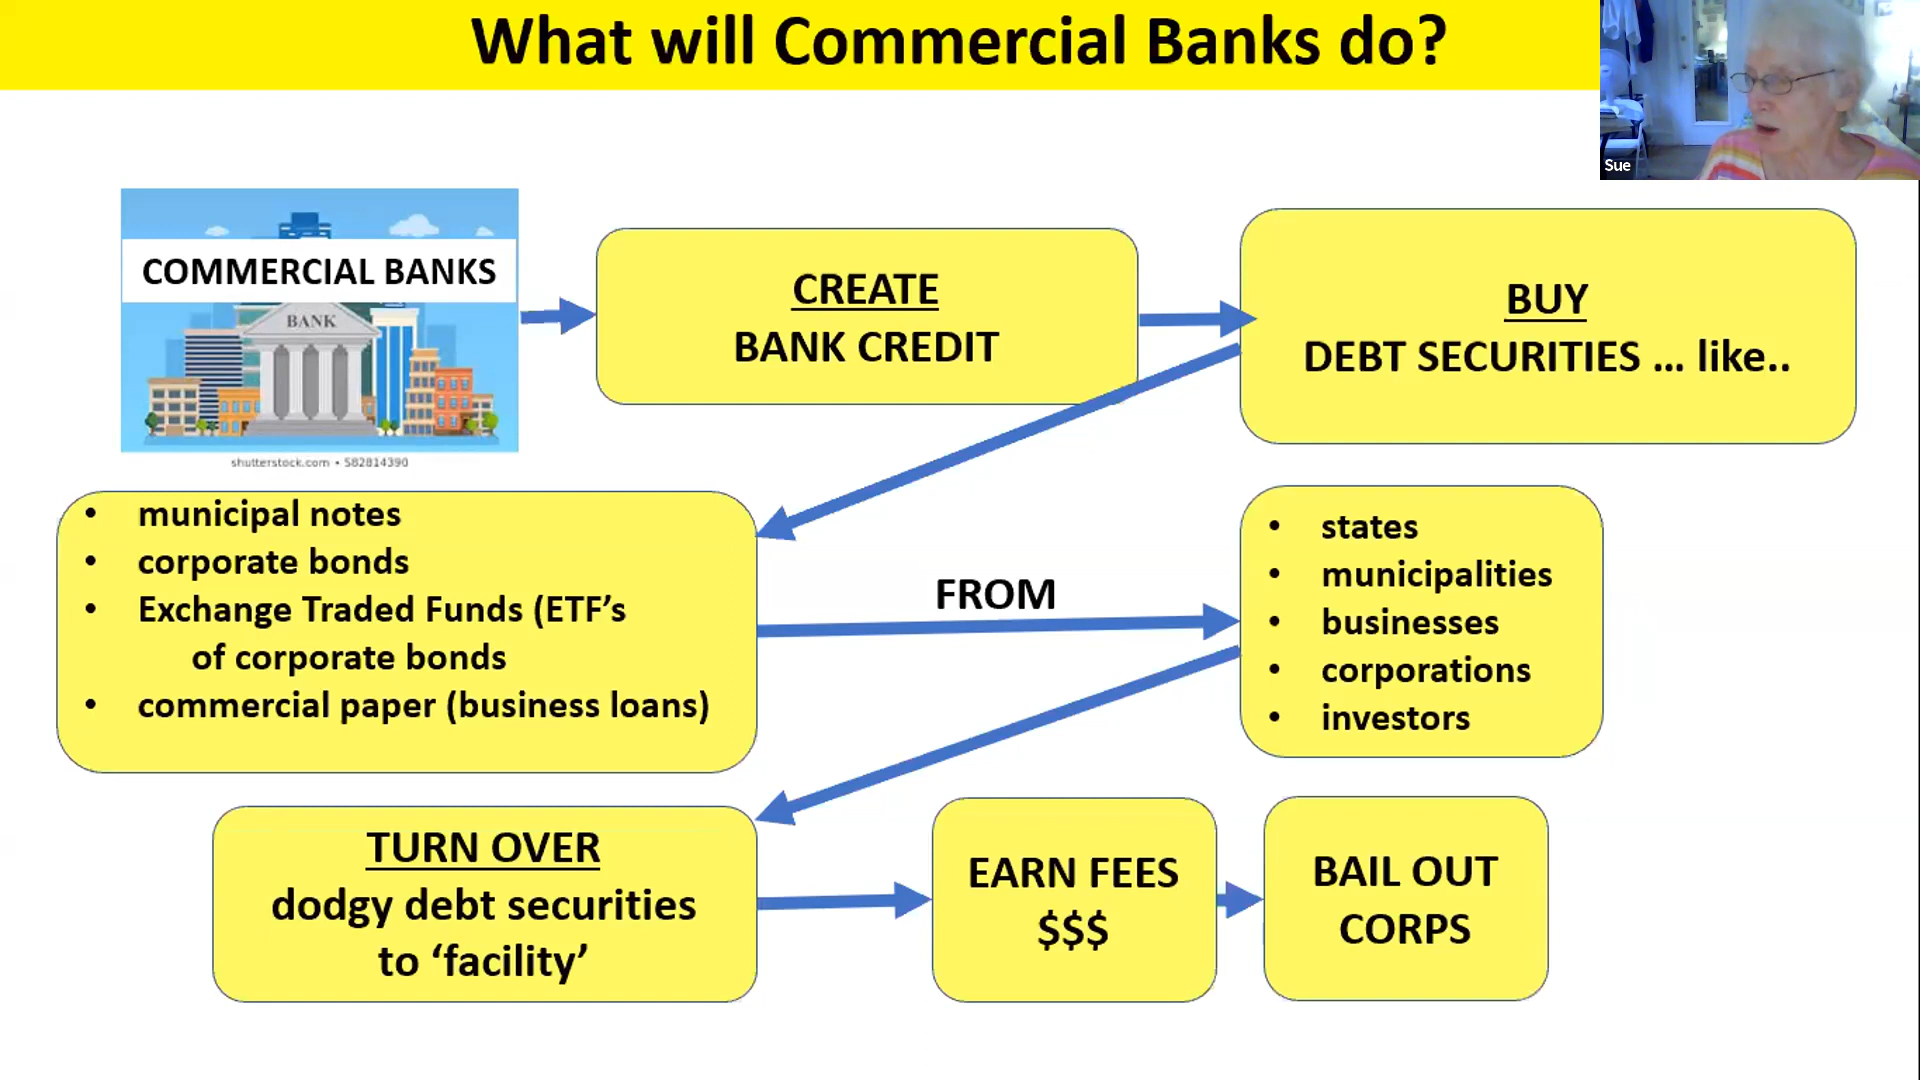 What will Commercial Banks do?
Sue
COMMERCIAL BANKS
BANK
shutterstock.com • 582814390
CREATE
BANK CREDIT
BUY
DEBT SECURITIES ... like..
• municipal notes
• corporate bonds
• Exchange Traded Funds (ETF’s
of corporate bonds
• commercial paper (business loans)
FROM
• states
• municipalities
• businesses
• corporations
• investors
TURN OVER
dodgy debt securities
to ‘facility’
EARN FEES
$$$
BAIL OUT
CORPS